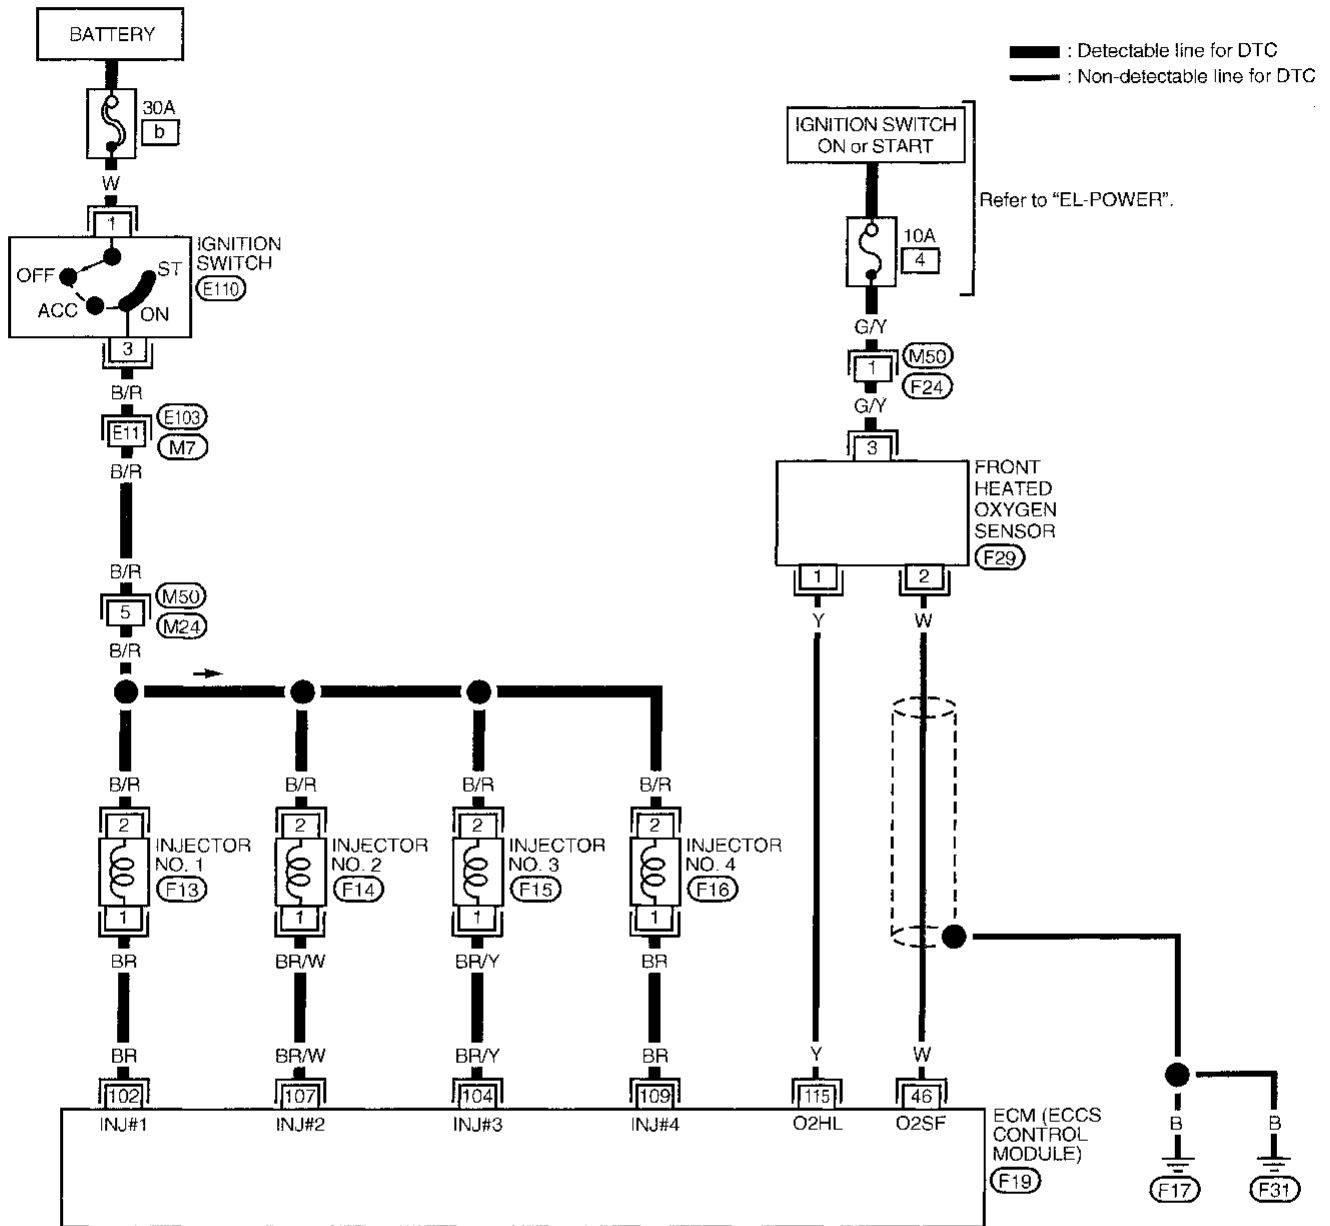 BATTERY
30A
b
W
1
IGNITION
SWITCH
E110
OFF
ST
ACC
ON
3
B/R
E11
E103
M7
B/R
B/R
5
M50
M24
B/R
: Detectable line for DTC
: Non-detectable line for DTC
IGNITION SWITCH
ON or START
Refer to “EL-POWER”.
10A
4
G/Y
1
M50
F24
G/Y
3
FRONT
HEATED
OXYGEN
SENSOR
F29
1
2
Y
W
B/R
B/R
B/R
B/R
2
2
2
2
INJECTOR
NO. 1
F13
INJECTOR
NO. 2
F14
INJECTOR
NO. 3
F15
INJECTOR
NO. 4
F16
1
1
1
1
BR
BR/W
BR/Y
BR
BR
BR/W
BR/Y
BR
Y
W
102
107
104
109
115
46
INJ#1
INJ#2
INJ#3
INJ#4
O2HL
O2SF
ECM (ECCS
CONTROL
MODULE)
F19
B
B
F17
F31